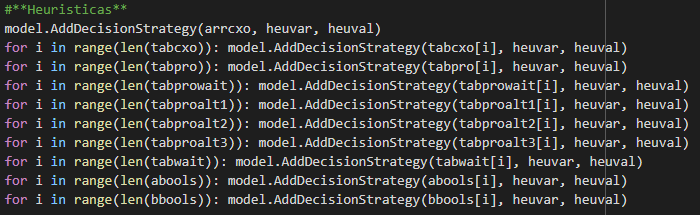 #**Heuristicas**
model.AddDecisionStrategy(arrcxo, heuvar, heuval)
for i in range(len(tabcxo)): model.AddDecisionStrategy(tabcxo[i], heuvar, heuval)
for i in range(len(tabpro)): model.AddDecisionStrategy(tabpro[i], heuvar, heuval)
for i in range(len(tabprowait)): model.AddDecisionStrategy(tabprowait[i], heuvar, heuval)
for i in range(len(tabproalt1)): model.AddDecisionStrategy(tabproalt1[i], heuvar, heuval)
for i in range(len(tabproalt2)): model.AddDecisionStrategy(tabproalt2[i], heuvar, heuval)
for i in range(len(tabproalt3)): model.AddDecisionStrategy(tabproalt3[i], heuvar, heuval)
for i in range(len(tabwait)): model.AddDecisionStrategy(tabwait[i], heuvar, heuval)
for i in range(len(abools)): model.AddDecisionStrategy(abools[i], heuvar, heuval)
for i in range(len(bbools)): model.AddDecisionStrategy(bbools[i], heuvar, heuval)